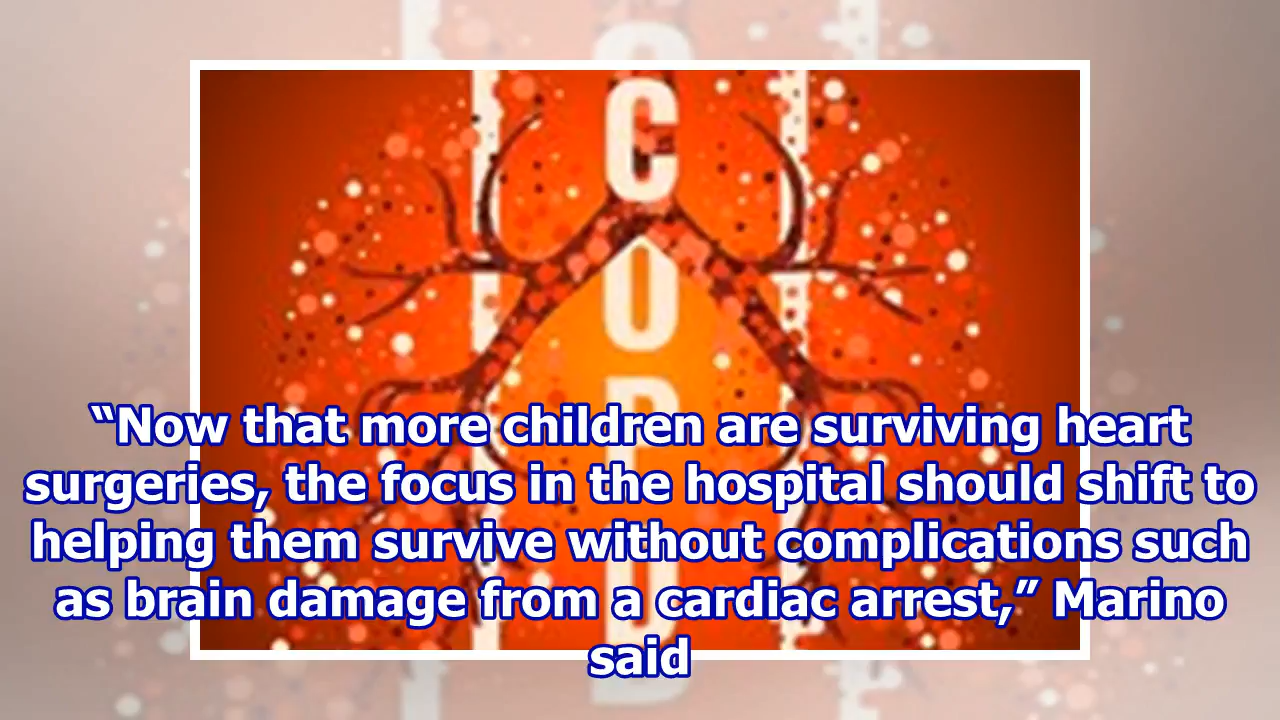 C
O
P
D
“Now that more children are surviving heart
surgeries, the focus in the hospital should shift to
helping them survive without complications such
as brain damage from a cardiac arrest,” Marino
said